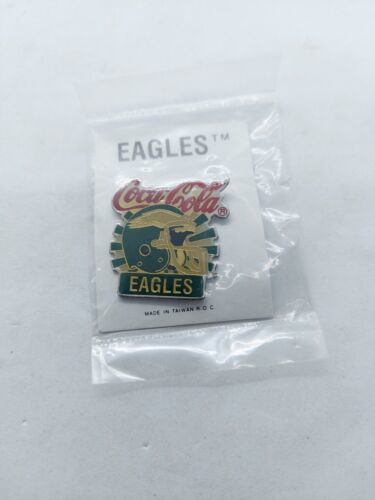 EAGLES™
Coca-Cola®
EAGLES
MADE IN TAIWAN R.O.C.